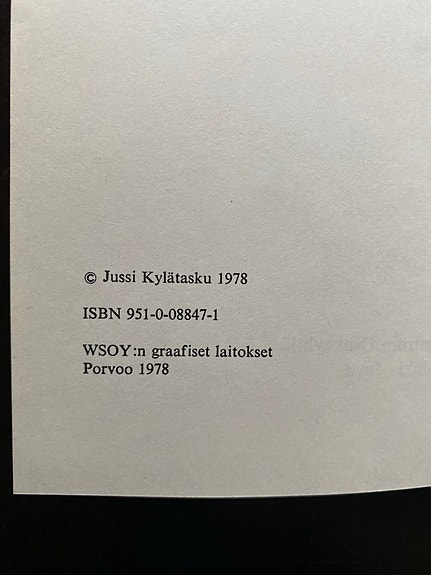 © Jussi Kylätasku 1978
ISBN 951-0-08847-1
WSOY:n graafiset laitokset
Porvoo 1978